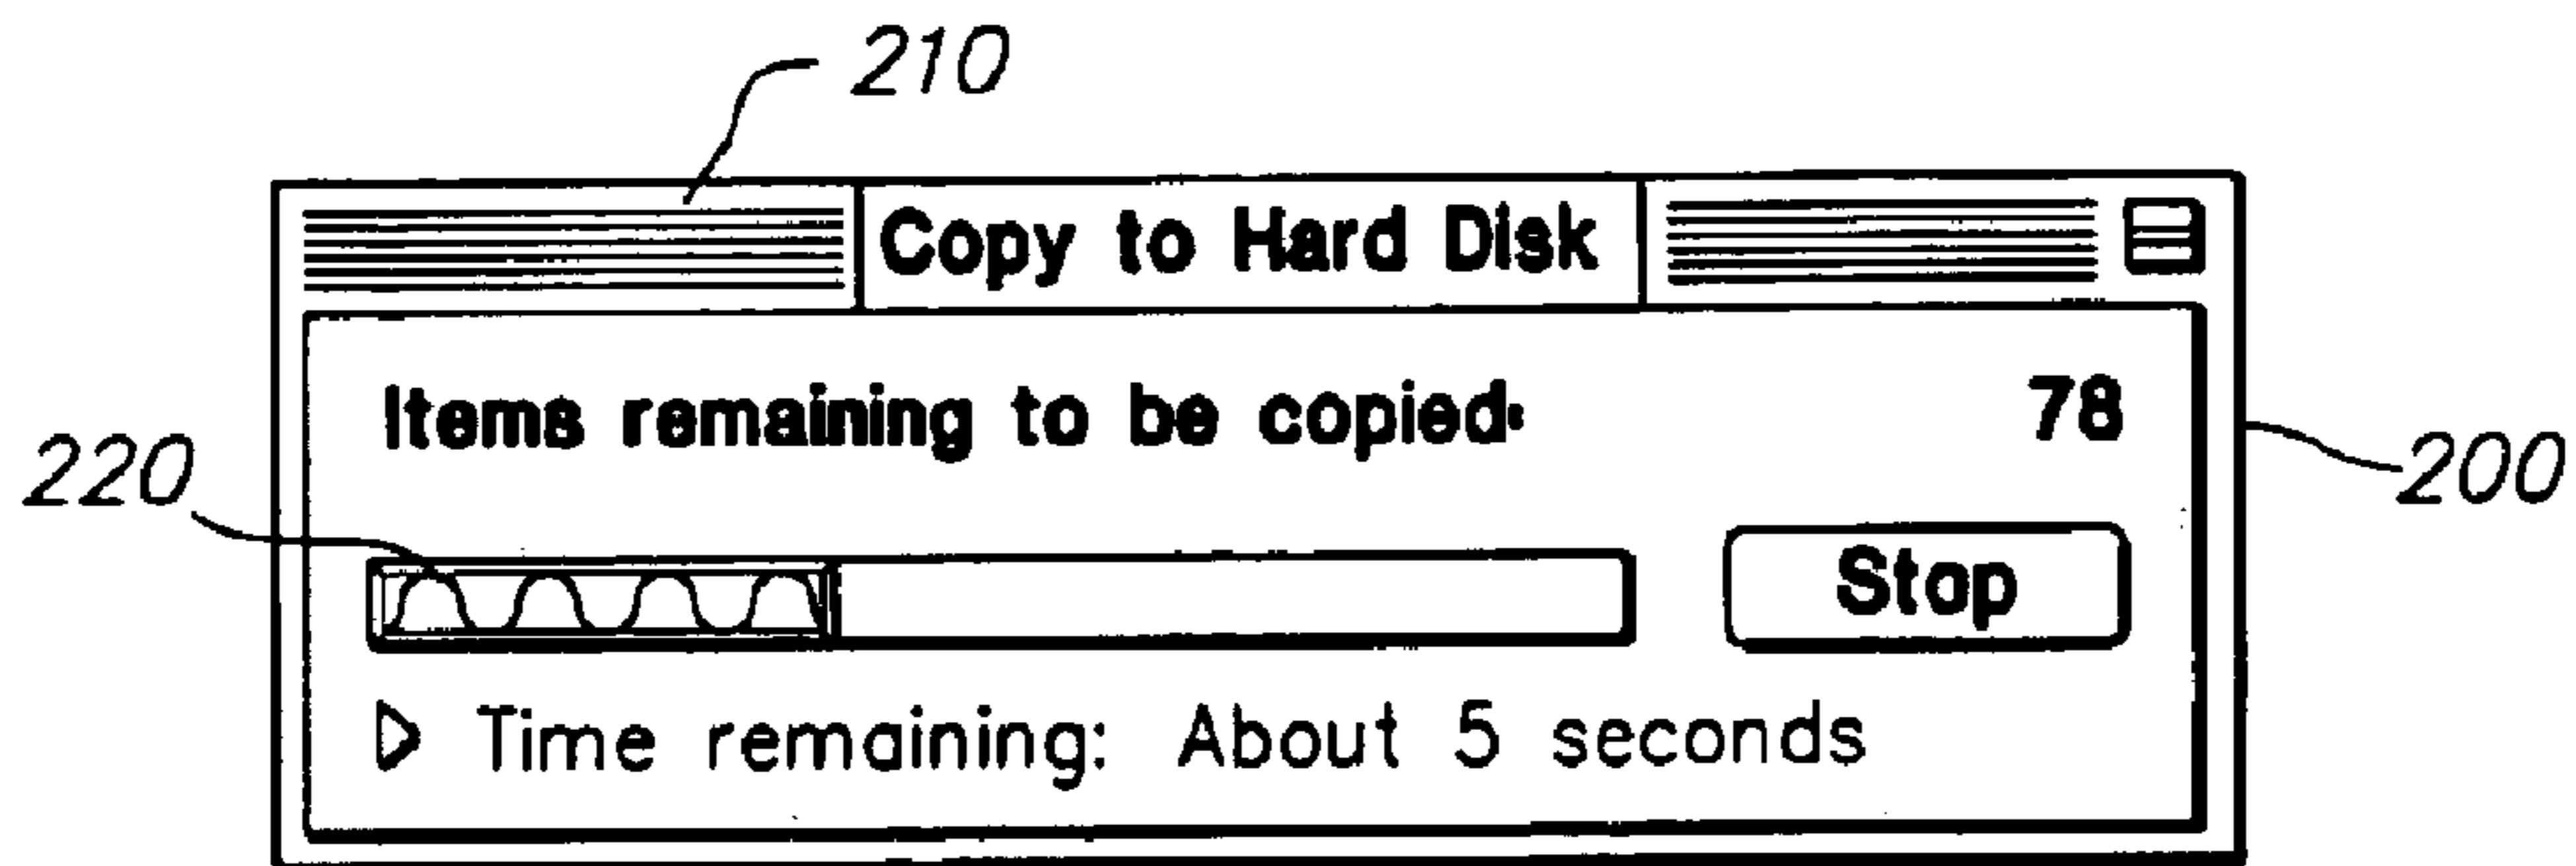 210
Copy to Hard Disk
Items remaining to be copied: 78
220
200
Stop
Time remaining: About 5 seconds